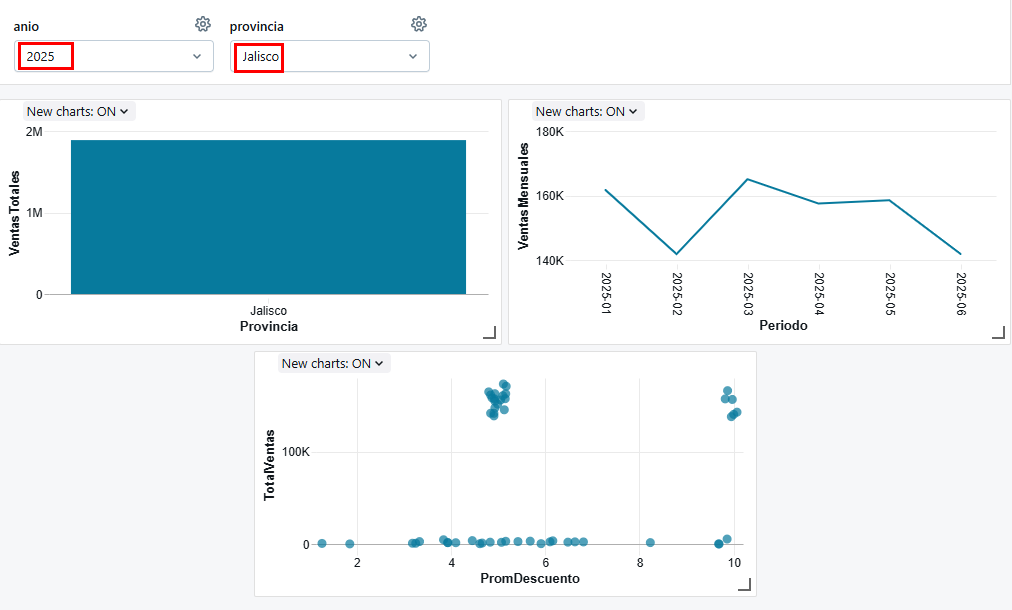 anio
provincia
2025
Jalisco
New charts: ON
2M
1M
0
Ventas Totales
Jalisco
Provincia
New charts: ON
180K
160K
140K
Ventas Mensuales
2025-01
2025-02
2025-03
2025-04
2025-05
2025-06
Periodo
New charts: ON
100K
0
TotalVentas
2
4
6
8
10
PromDescuento